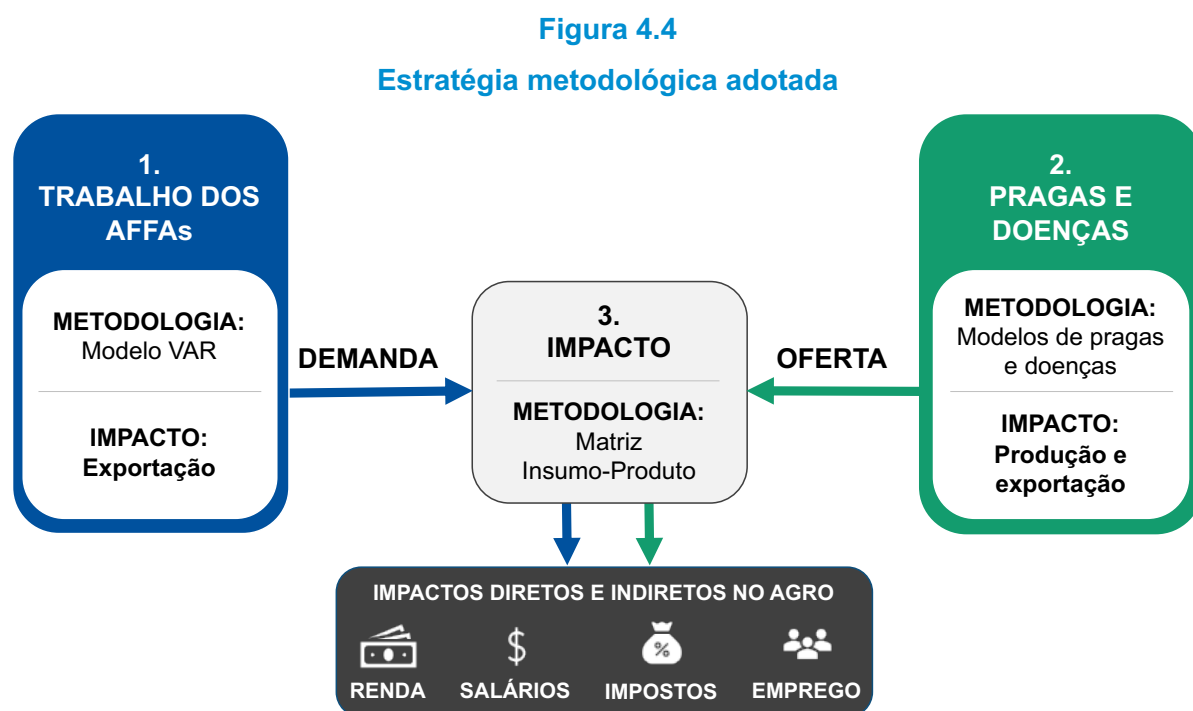 Figura 4.4
Estratégia metodológica adotada
1.
TRABALHO DOS
AFFAs
METODOLOGIA:
Modelo VAR
IMPACTO:
Exportação
DEMANDA
3.
IMPACTO
METODOLOGIA:
Matriz
Insumo-Produto
OFERTA
2.
PRAGAS E
DOENÇAS
METODOLOGIA:
Modelos de pragas
e doenças
IMPACTO:
Produção e
exportação
IMPACTOS DIRETOS E INDIRETOS NO AGRO
$
%
RENDA
SALÁRIOS
IMPOSTOS
EMPREGO